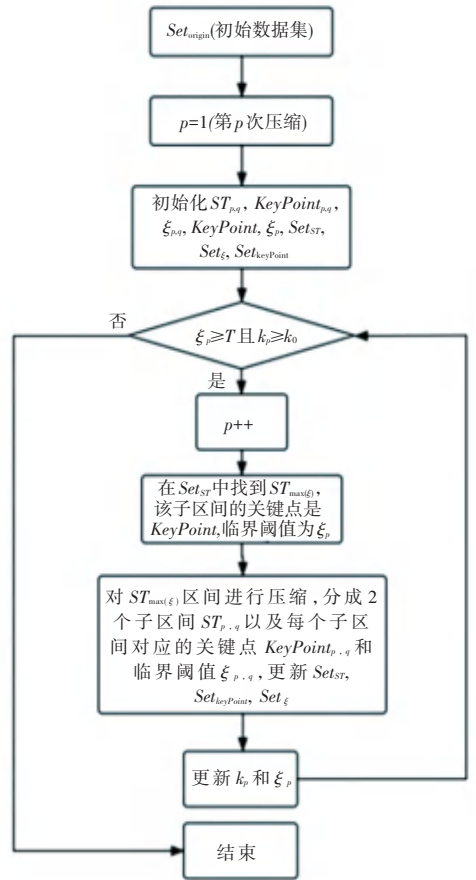 Set_origin(初始数据集)
p=1(第p次压缩)
初始化ST_p,q, KeyPoint_p,q,
ξ_p,q, KeyPoint, ξ_p, Set_ST,
Set_ξ, Set_keyPoint
否
ξ_p≥T且k_p≥k_0
是
p++
在Set_ST中找到ST_max(ξ),
该子区间的关键点是
KeyPoint,临界阈值为ξ_p
对ST_max(ξ)区间进行压缩,分成2
个子区间ST_p,q以及每个子区
间对应的关键点KeyPoint_p,q和
临界阈值ξ_p,q,更新Set_ST,
Set_keyPoint, Set_ξ
更新k_p和ξ_p
结束